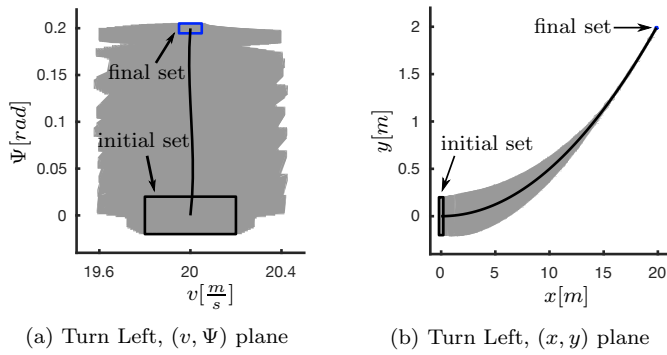 0.2
0.15
0.1
0.05
0
Ψ[rad]
final set
initial set
19.6 20 20.4
v[m/s]
(a) Turn Left, (v, Ψ) plane
2
1.5
1
0.5
0
-0.5
y[m]
final set
initial set
0 5 10 15 20
x[m]
(b) Turn Left, (x, y) plane